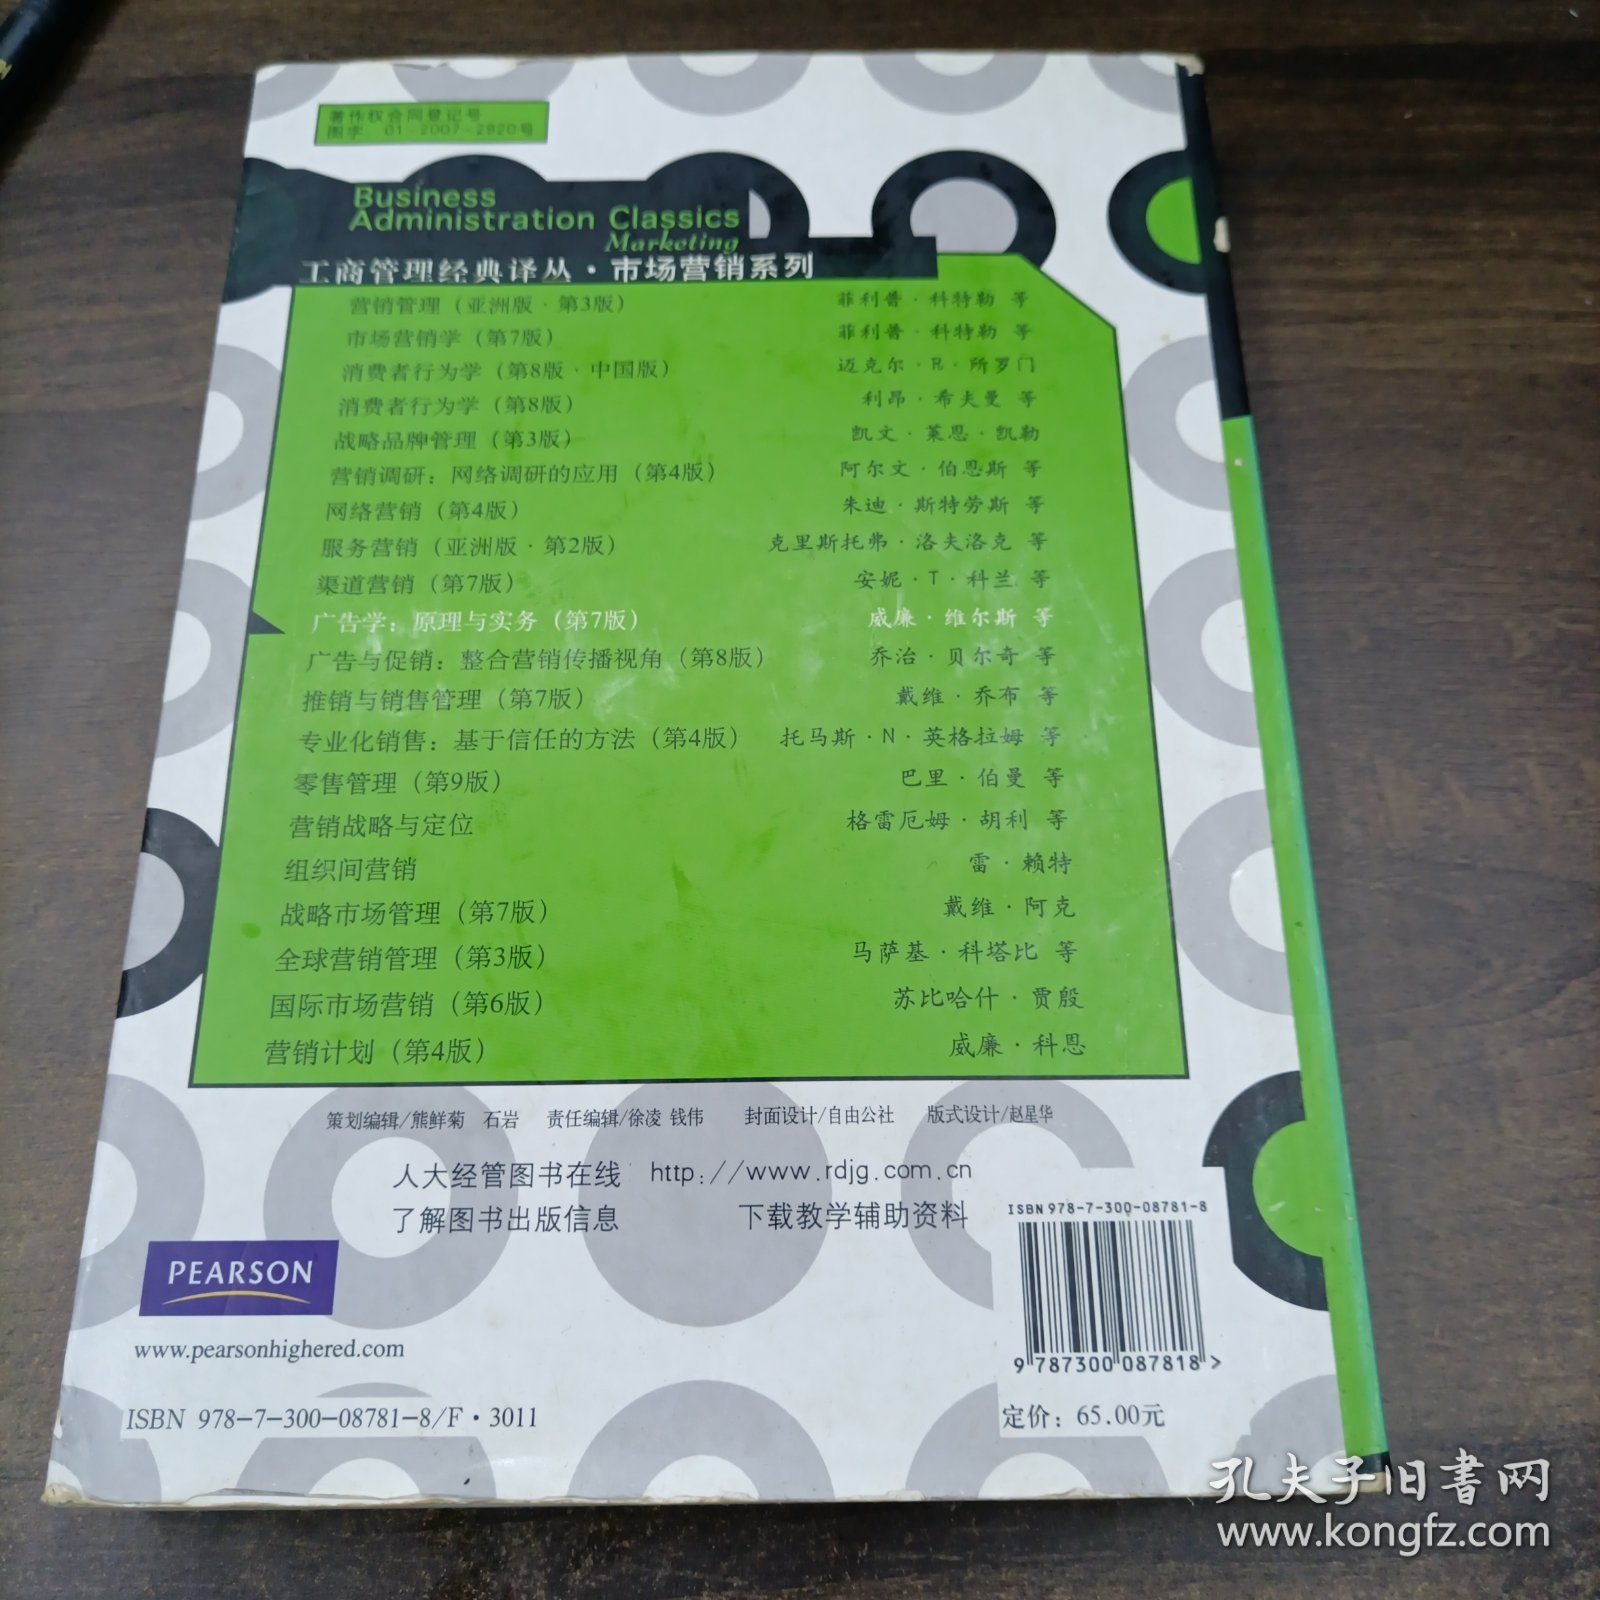 著作权合同登记号
图字 01-2007-2920号
Business
Administration Classics
Marketing
工商管理经典译丛·市场营销系列
营销管理（亚洲版·第3版） 菲利普·科特勒 等
市场营销学（第7版） 菲利普·科特勒 等
消费者行为学（第8版·中国版） 迈克尔·R·所罗门
消费者行为学（第8版） 利昂·希夫曼 等
战略品牌管理（第3版） 凯文·莱恩·凯勒
营销调研：网络调研的应用（第4版） 阿尔文·伯恩斯 等
网络营销（第4版） 朱迪·斯特劳斯 等
服务营销（亚洲版·第2版） 克里斯托弗·洛夫洛克 等
渠道营销（第7版） 安妮·T·科兰 等
广告学：原理与实务（第7版） 威廉·维尔斯 等
广告与促销：整合营销传播视角（第8版） 乔治·贝尔奇 等
推销与销售管理（第7版） 戴维·乔布 等
专业化销售：基于信任的方法（第4版） 托马斯·N·英格拉姆 等
零售管理（第9版） 巴里·伯曼 等
营销战略与定位 格雷厄姆·胡利 等
组织间营销 雷·赖特
战略市场管理（第7版） 戴维·阿克
全球营销管理（第3版） 马萨基·科塔比 等
国际市场营销（第6版） 苏比哈什·贾殷
营销计划（第4版） 威廉·科恩
策划编辑/熊鲜菊 石岩 责任编辑/徐凌 钱伟 封面设计/自由公社 版式设计/赵星华
人大经管图书在线 http://www.rdjg.com.cn
了解图书出版信息 下载教学辅助资料
ISBN 978-7-300-08781-8
PEARSON
www.pearsonhighered.com
9 787300 087818 >
ISBN 978-7-300-08781-8/F·3011
定价：65.00元
孔夫子旧書网
www.kongfz.com